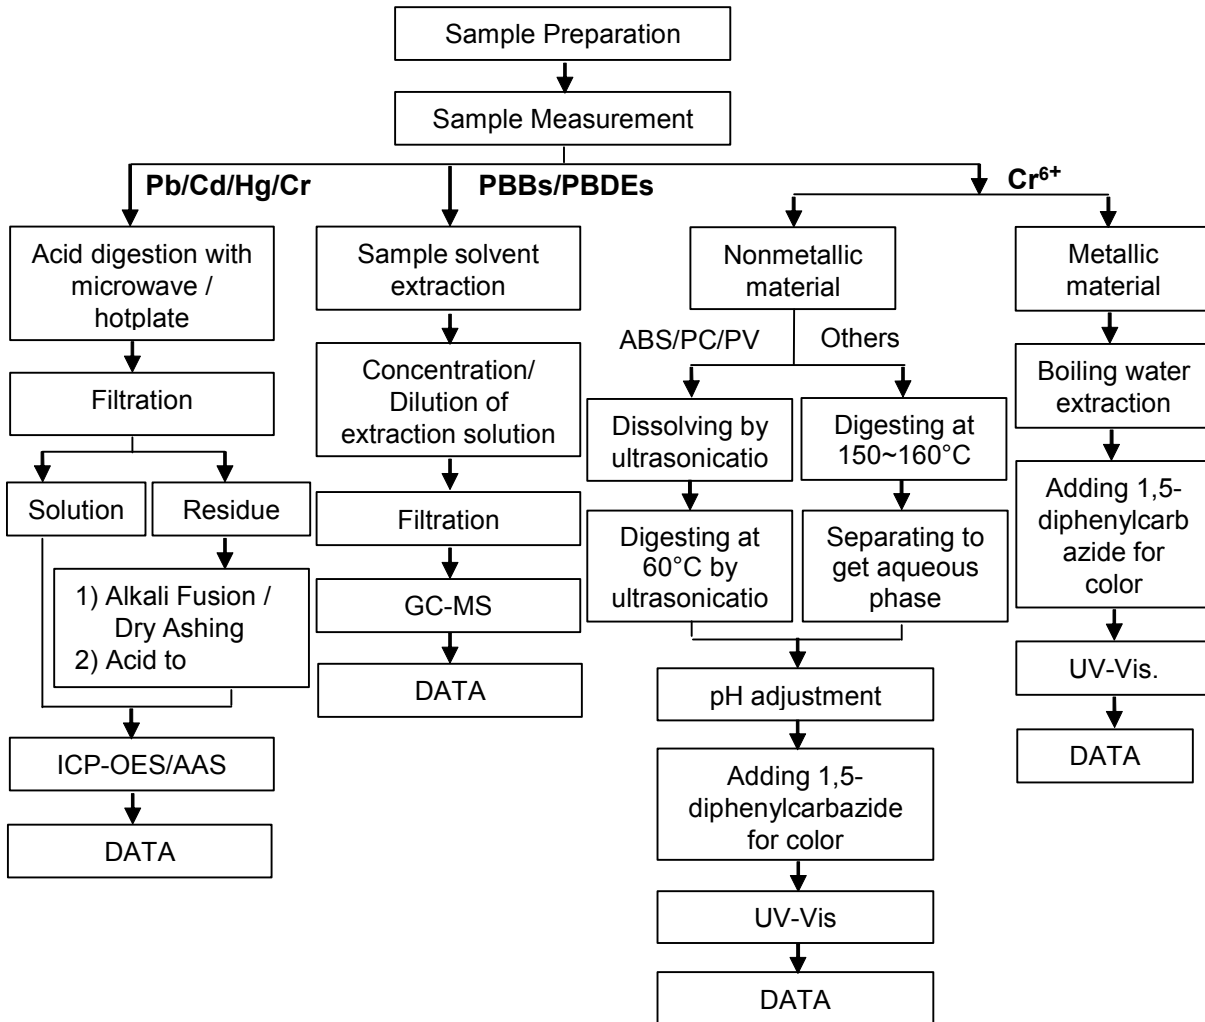 Sample Preparation
Sample Measurement
Pb/Cd/Hg/Cr
PBBs/PBDEs
Cr⁶⁺
Acid digestion with
microwave /
hotplate
Filtration
Solution
Residue
1) Alkali Fusion /
Dry Ashing
2) Acid to
ICP-OES/AAS
DATA
Sample solvent
extraction
Concentration/
Dilution of
extraction solution
Filtration
GC-MS
DATA
Nonmetallic
material
ABS/PC/PV
Others
Dissolving by
ultrasonicatio
Digesting at
60°C by
ultrasonicatio
Digesting at
150~160°C
Separating to
get aqueous
phase
pH adjustment
Adding 1,5-
diphenylcarbazide
for color
UV-Vis
DATA
Metallic
material
Boiling water
extraction
Adding 1,5-
diphenylcarb
azide for
color
UV-Vis.
DATA